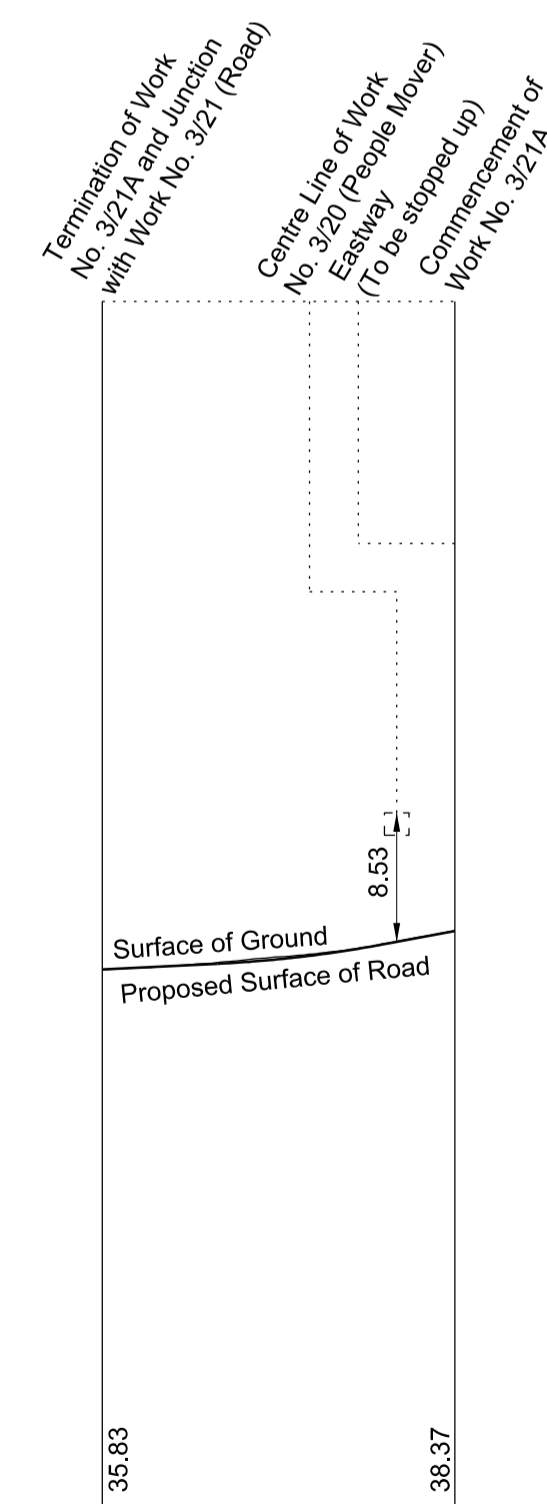 Termination of Work
No. 3/21A and Junction
with Work No. 3/21 (Road)
Centre Line of Work
No. 3/20 (People Mover)
Eastway
(To be stopped up)
Commencement of
Work No. 3/21A
8.53
Surface of Ground
Proposed Surface of Road
35.83
38.37